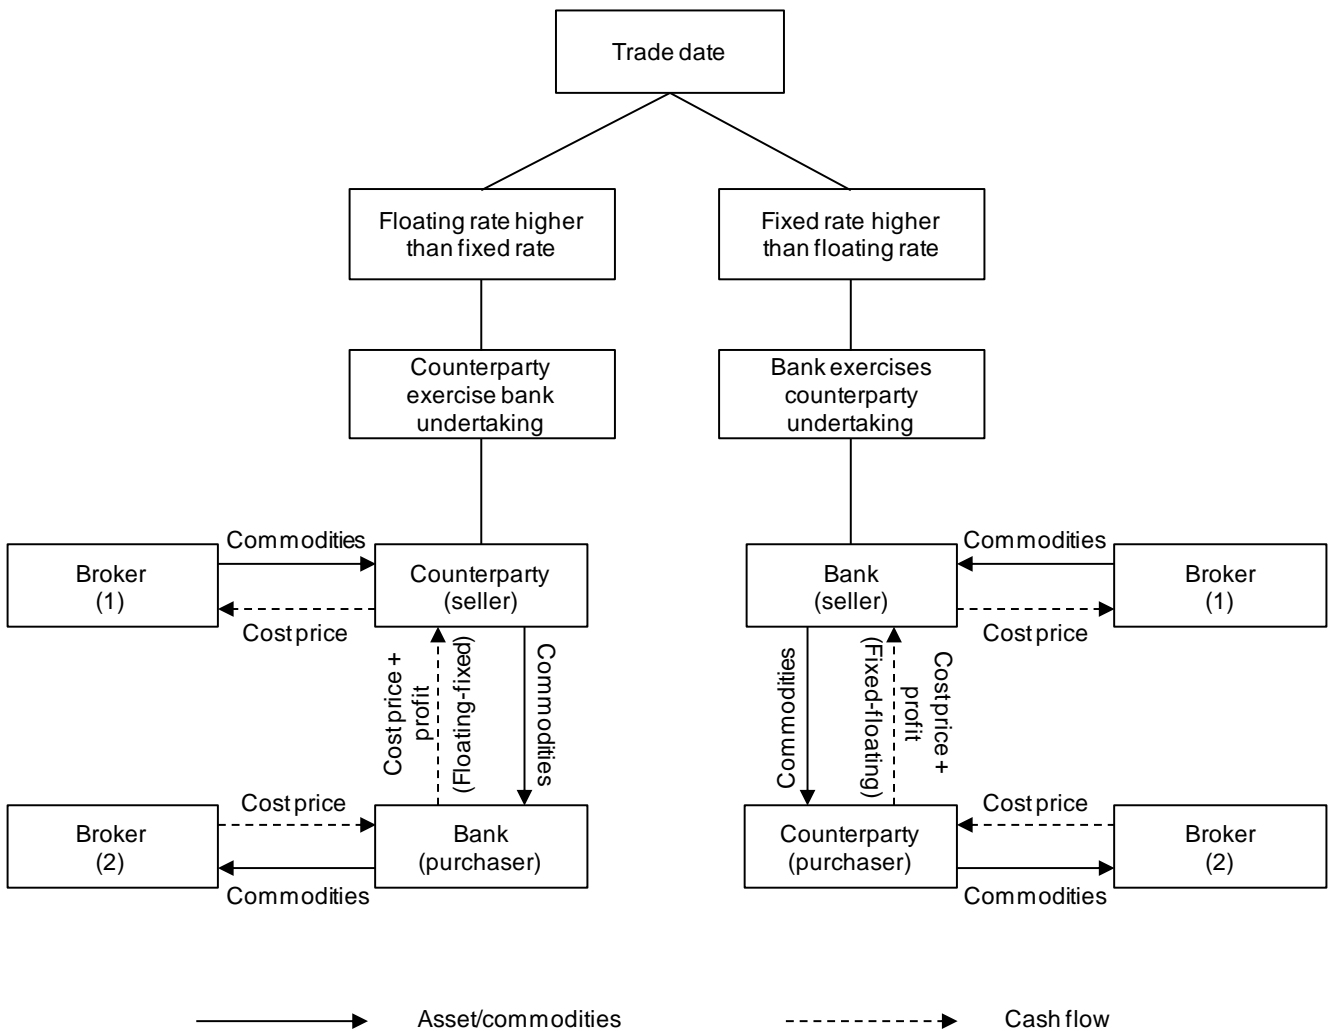 Trade date
Floating rate higher
than fixed rate
Fixed rate higher
than floating rate
Counterparty
exercise bank
undertaking
Bank exercises
counterparty
undertaking
Commodities
Commodities
Broker
(1)
Counterparty
(seller)
Bank
(seller)
Broker
(1)
Cost price
Cost price
Cost price +
profit
(Floating-fixed)
Commodities
Commodities
(Fixed-floating)
Cost price +
profit
Cost price
Cost price
Broker
(2)
Bank
(purchaser)
Counterparty
(purchaser)
Broker
(2)
Commodities
Commodities
Asset/commodities
Cash flow